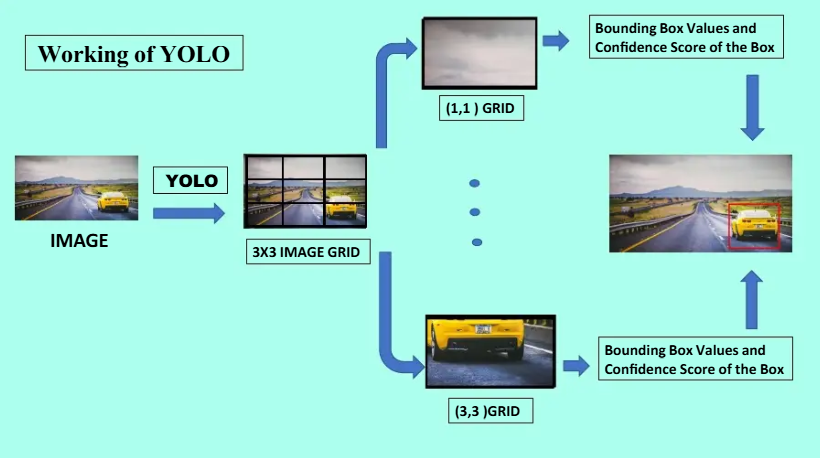 Working of YOLO
(1,1 ) GRID
Bounding Box Values and
Confidence Score of the Box
YOLO
IMAGE
3X3 IMAGE GRID
(3,3 )GRID
Bounding Box Values and
Confidence Score of the Box